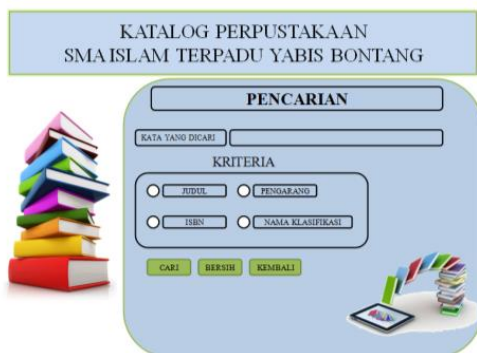 KATALOG PERPUSTAKAAN
SMA ISLAM TERPADU YABIS BONTANG
PENCARIAN
KATA YANG DICARI
KRITERIA
JUDUL PENGARANG
ISBN NAMA KLASIFIKASI
CARI BERSIH KEMBALI